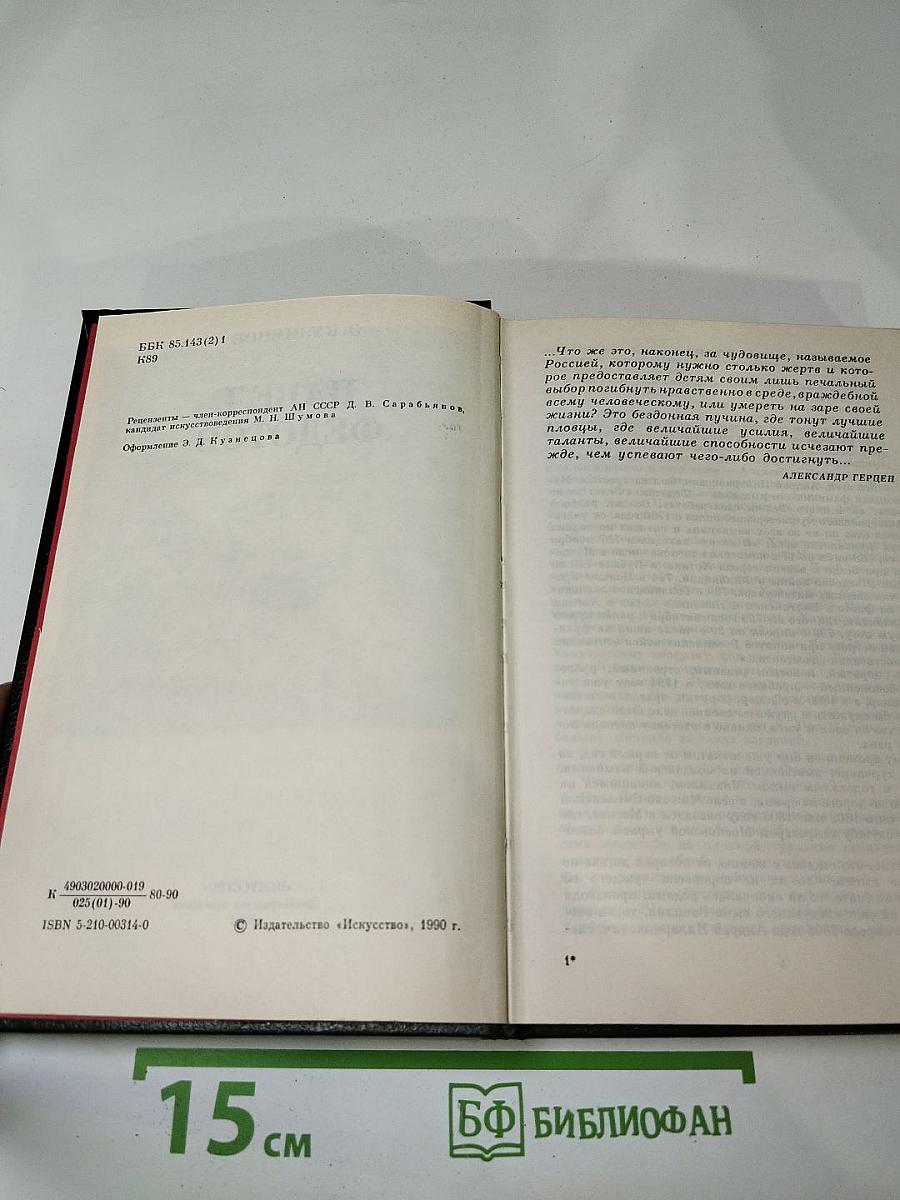 ББК 85.143(2)1
К89
Рецензенты — член-корреспондент АН СССР Д. В. Сарабьянов,
кандидат искусствоведения М. Н. Шумова
Оформление Э. Д. Кузнецова
К 4903020000-019 80-90
025(01)-90
ISBN 5-210-00314-0
© Издательство «Искусство», 1990 г.
...Что же это, наконец, за чудовище, называемое
Россией, которому нужно столько жертв и кото-
рое предоставляет детям своим лишь печальный
выбор погибнуть нравственно в среде, враждебной
всему человеческому, или умереть на заре своей
жизни? Это бездонная пучина, где тонут лучшие
пловцы, где величайшие усилия, величайшие
таланты, величайшие способности исчезают пре-
жде, чем успевают чего-либо достигнуть...
АЛЕКСАНДР ГЕРЦЕН
1*
15 см
БФ БИБЛИОФАН